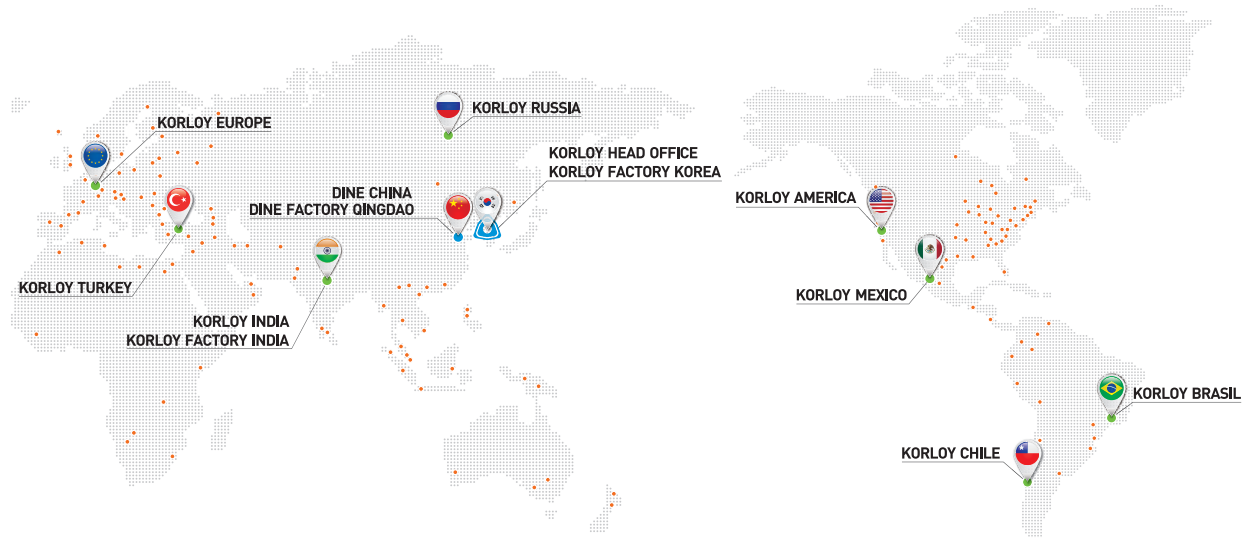 KORLOY RUSSIA
KORLOY EUROPE
KORLOY HEAD OFFICE
KORLOY FACTORY KOREA
DINE CHINA
DINE FACTORY QINGDAO
KORLOY AMERICA
KORLOY TURKEY
KORLOY MEXICO
KORLOY INDIA
KORLOY FACTORY INDIA
KORLOY BRASIL
KORLOY CHILE